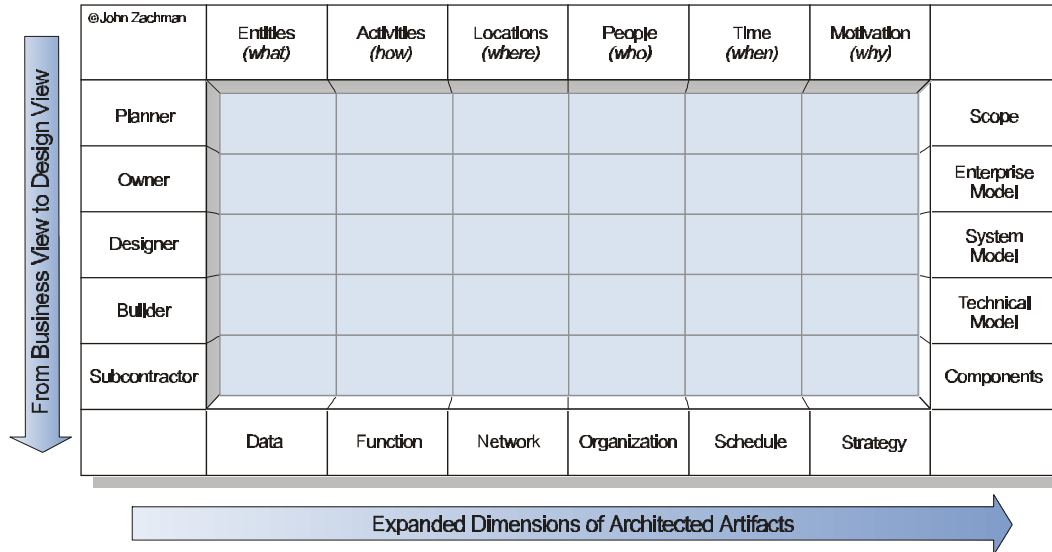 ©John Zachman
Entities
(what)
Activities
(how)
Locations
(where)
People
(who)
Time
(when)
Motivation
(why)
From Business View to Design View
Planner
Scope
Owner
Enterprise
Model
Designer
System
Model
Builder
Technical
Model
Subcontractor
Components
Data
Function
Network
Organization
Schedule
Strategy
Expanded Dimensions of Architected Artifacts